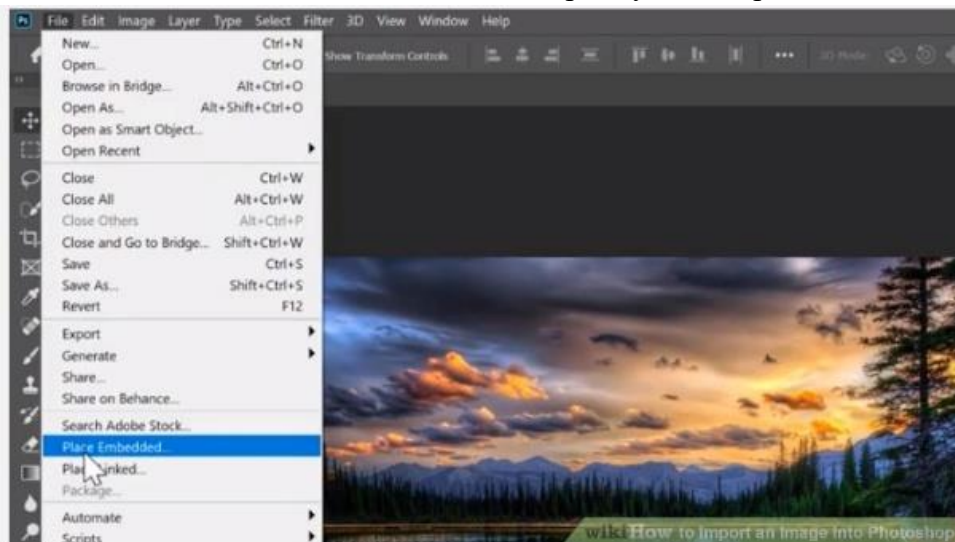 Ps File Edit Image Layer Type Select Filter 3D View Window Help
Show Transform Controls 3D Mode:
New... Ctrl+N
Open... Ctrl+O
Browse in Bridge... Alt+Ctrl+O
Open As... Alt+Shift+Ctrl+O
Open as Smart Object...
Open Recent
Close Ctrl+W
Close All Alt+Ctrl+W
Close Others Alt+Ctrl+P
Close and Go to Bridge... Shift+Ctrl+W
Save Ctrl+S
Save As... Shift+Ctrl+S
Revert F12
Export
Generate
Share...
Share on Behance...
Search Adobe Stock...
Place Embedded...
Place Linked...
Package...
Automate
Scripts
wikiHow to Import an Image Into Photoshop